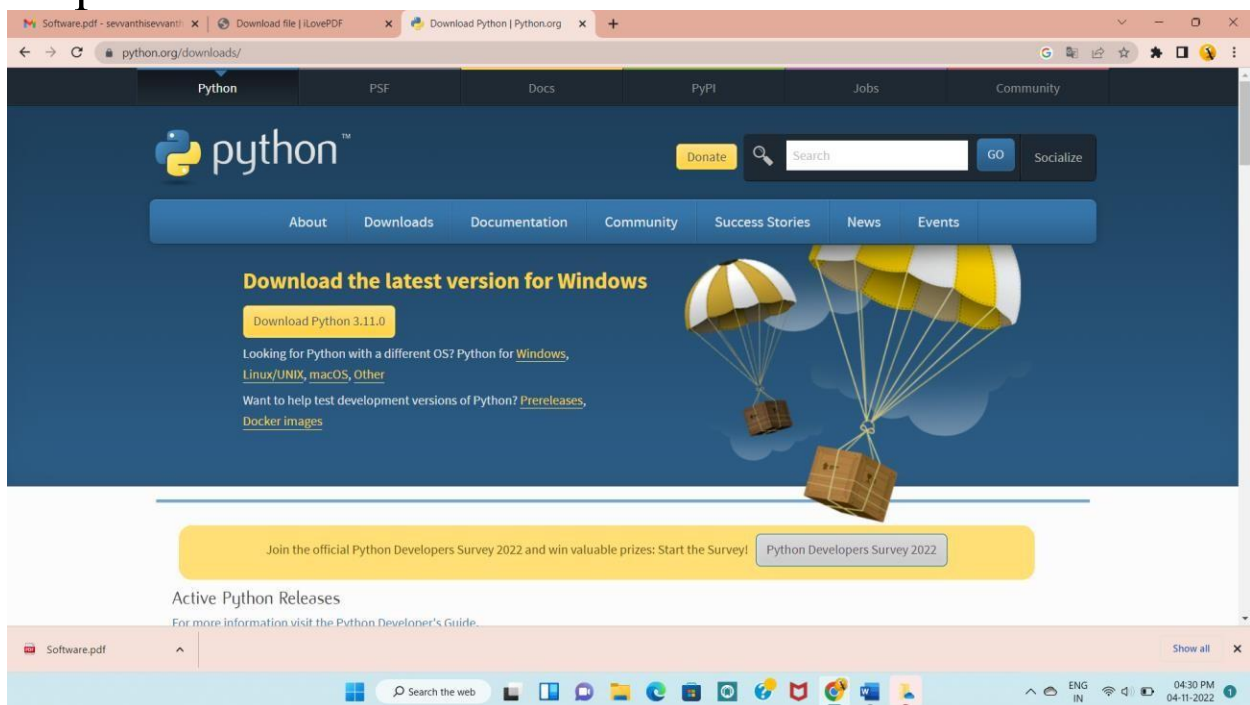 Software.pdf - sevvanthisevvanth
Download file | iLovePDF
Download Python | Python.org
python.org/downloads/
Python PSF Docs PyPI Jobs Community
python™
Donate
Search
GO
Socialize
About Downloads Documentation Community Success Stories News Events
Download the latest version for Windows
Download Python 3.11.0
Looking for Python with a different OS? Python for Windows,
Linux/UNIX, macOS, Other
Want to help test development versions of Python? Prereleases,
Docker images
Join the official Python Developers Survey 2022 and win valuable prizes: Start the Survey! Python Developers Survey 2022
Active Python Releases
For more information visit the Python Developer's Guide.
Software.pdf
Show all
Search the web
ENG
IN
04:30 PM
04-11-2022
1